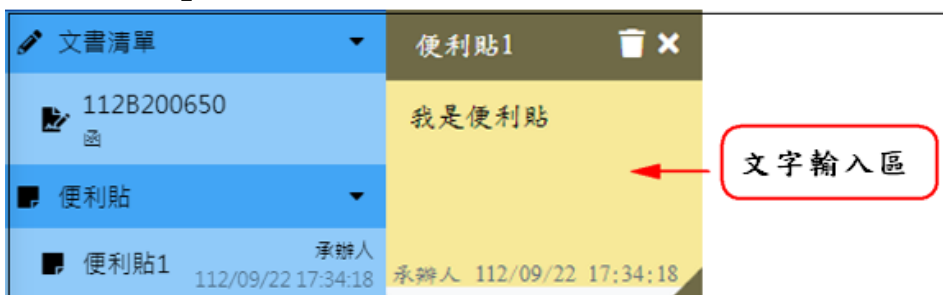 文書清單
112B200650
函
便利貼
便利貼1
承辦人
112/09/22 17:34:18
便利貼1
我是便利貼
承辦人 112/09/22 17:34:18
文字輸入區